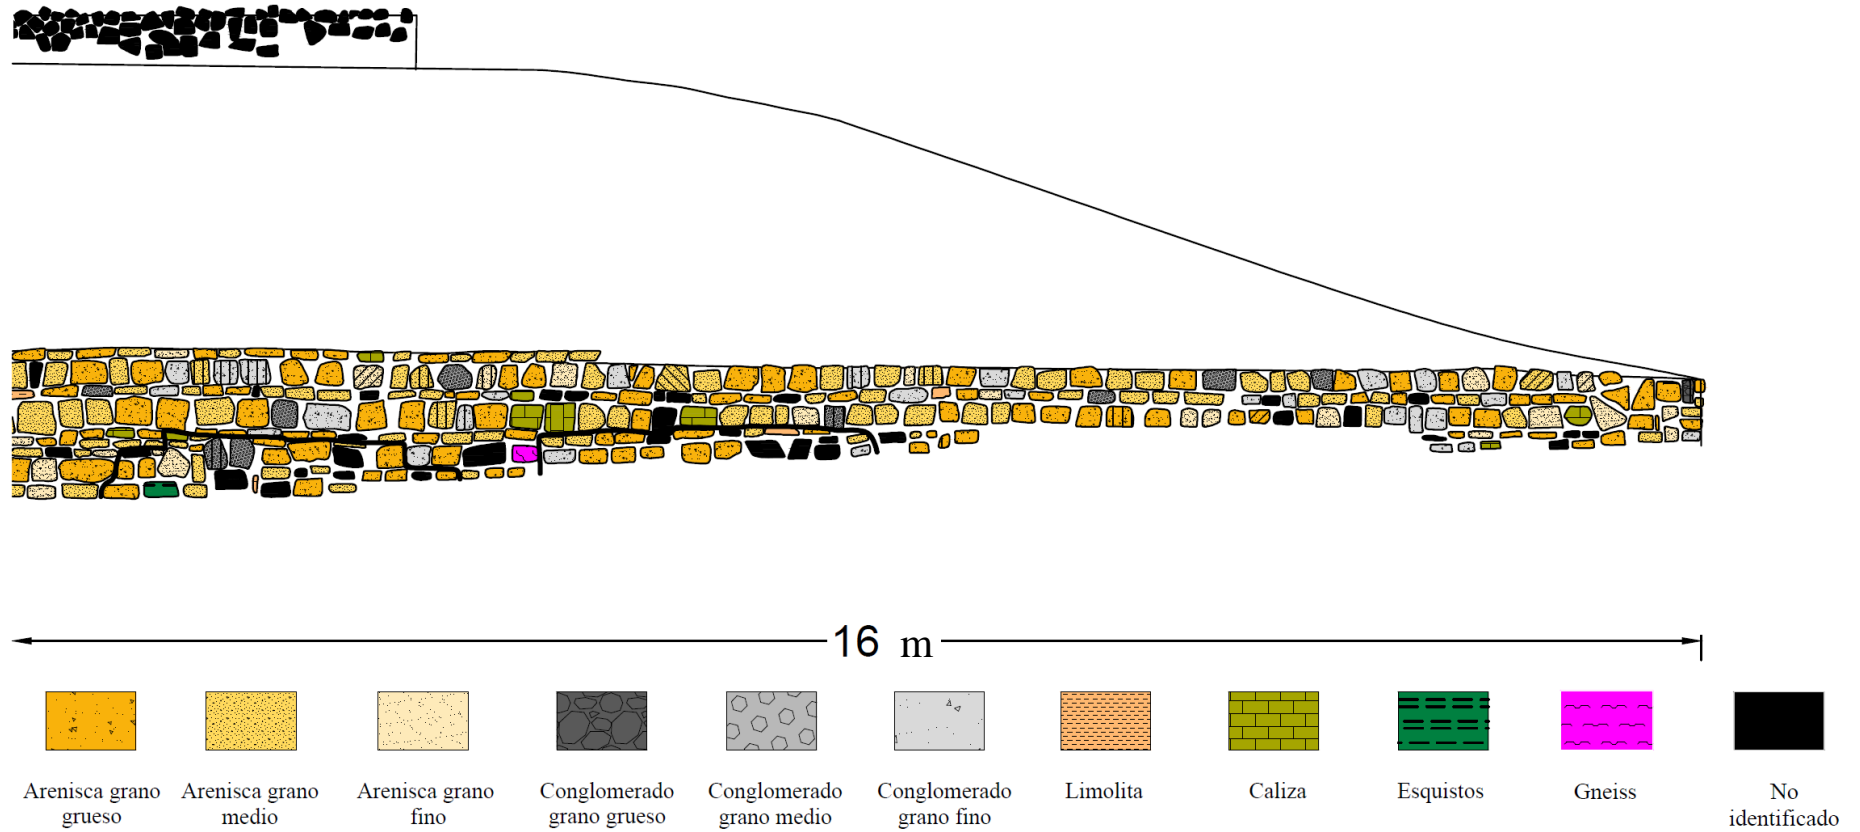 16 m
Arenisca grano
grueso
Arenisca grano
medio
Arenisca grano
fino
Conglomerado
grano grueso
Conglomerado
grano medio
Conglomerado
grano fino
Limolita
Caliza
Esquistos
Gneiss
No
identificado